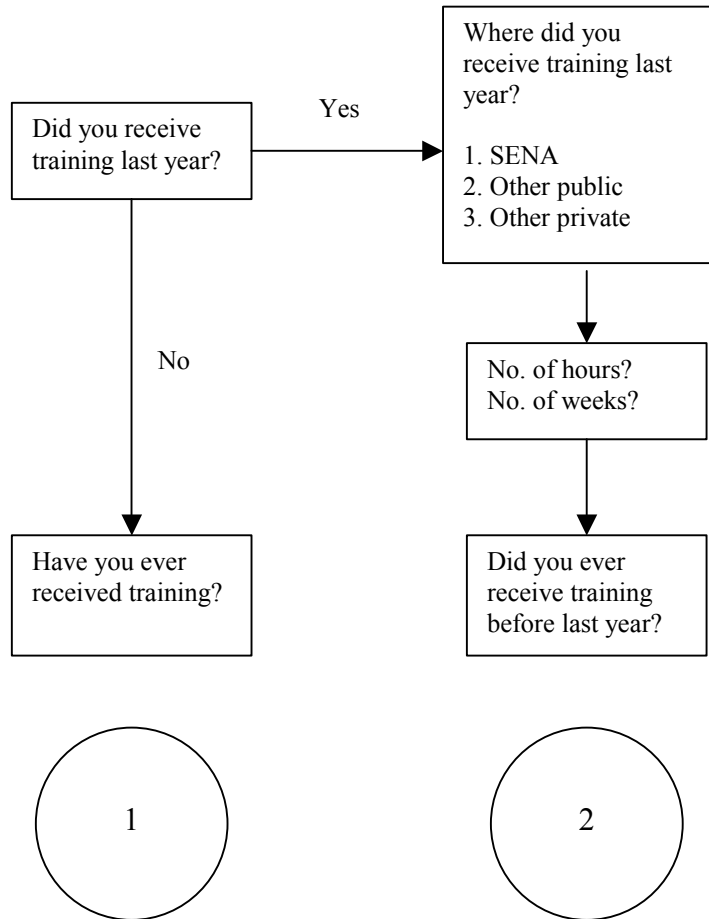 Did you receive
training last year?
Yes
Where did you
receive training last
year?
1. SENA
2. Other public
3. Other private
No
No. of hours?
No. of weeks?
Have you ever
received training?
Did you ever
receive training
before last year?
1
2